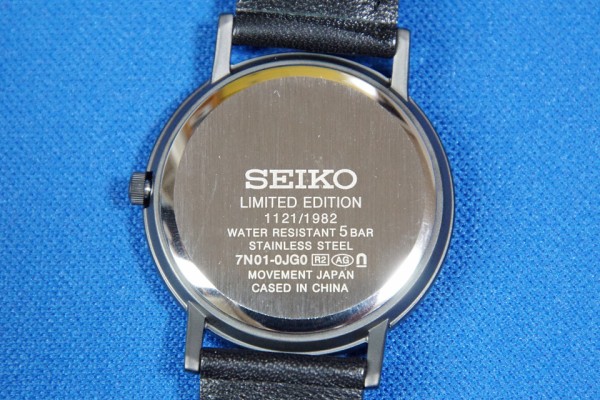 SEIKO
LIMITED EDITION
1121/1982
WATER RESISTANT 5 BAR
STAINLESS STEEL
7N01-0JG0 R2 AG
MOVEMENT JAPAN
CASED IN CHINA